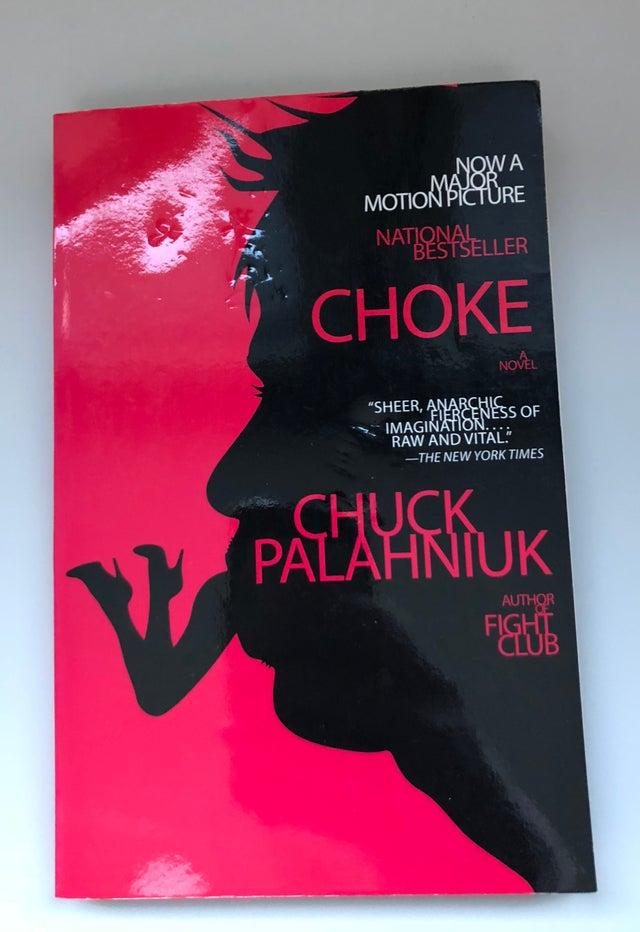 NOW A
MAJOR
MOTION PICTURE
NATIONAL
BESTSELLER
CHOKE
A
NOVEL
“SHEER, ANARCHIC
FIERCENESS OF
IMAGINATION....
RAW AND VITAL.”
—THE NEW YORK TIMES
CHUCK
PALAHNIUK
AUTHOR
OF
FIGHT
CLUB